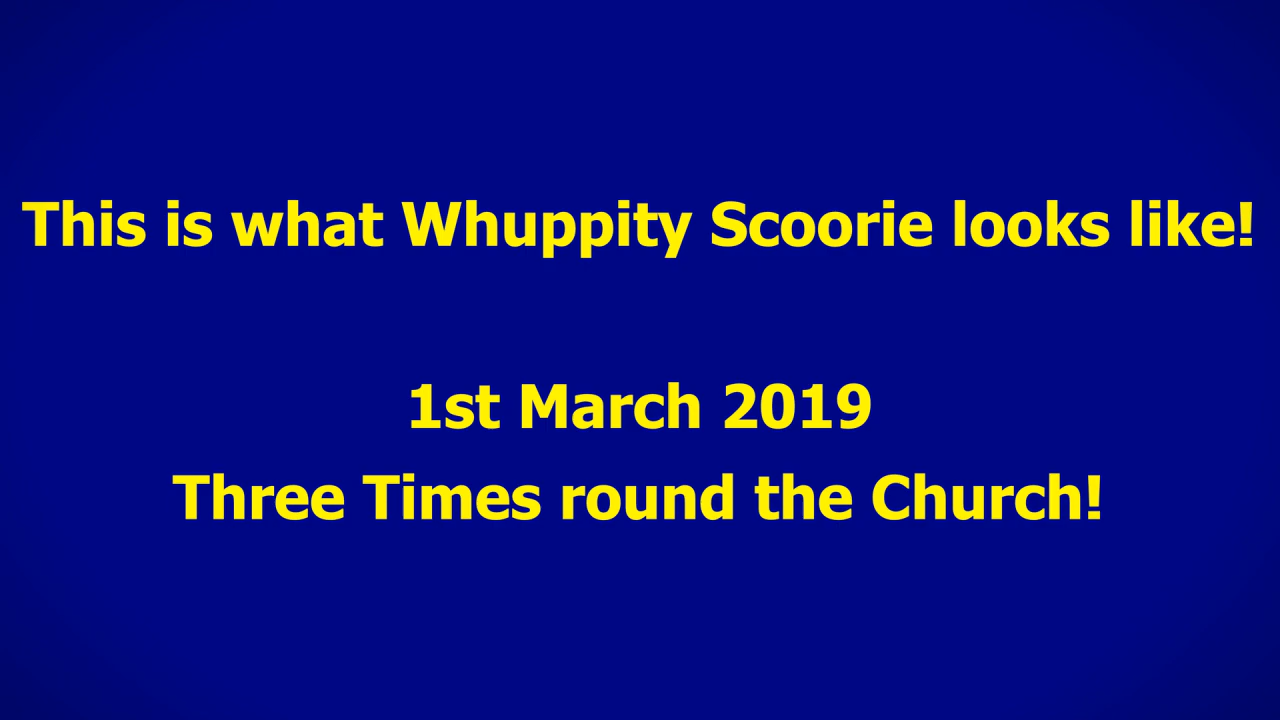 This is what Whuppity Scoorie looks like!
1st March 2019
Three Times round the Church!